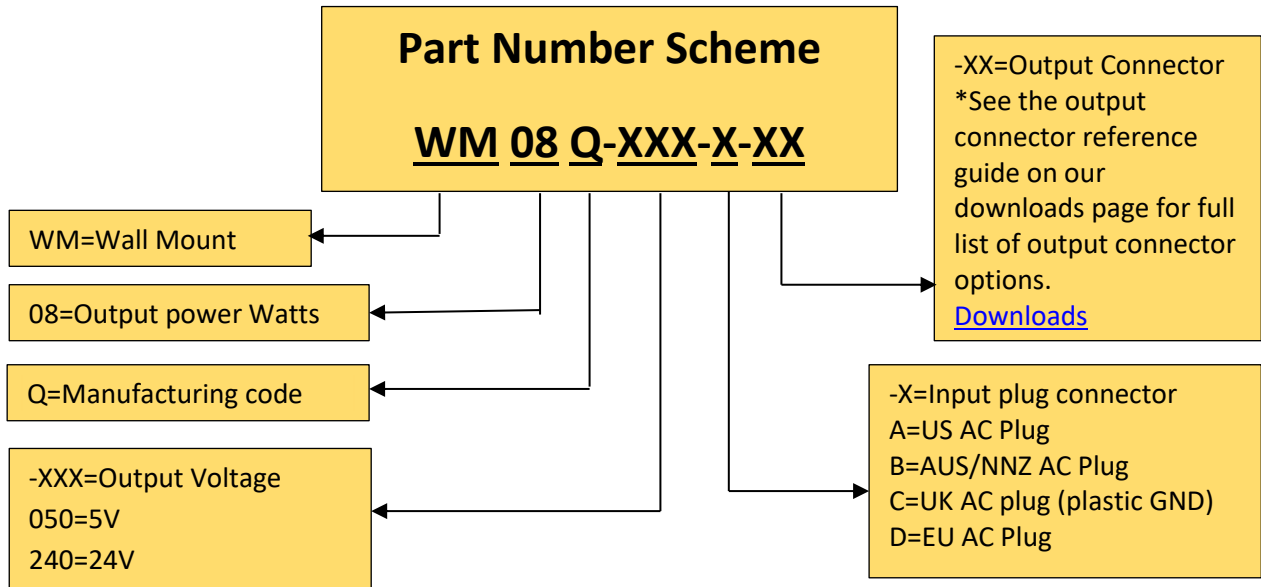 Part Number Scheme
WM 08 Q-XXX-X-XX
-XX=Output Connector
*See the output
connector reference
guide on our
downloads page for full
list of output connector
options.
Downloads
WM=Wall Mount
08=Output power Watts
Q=Manufacturing code
-XXX=Output Voltage
050=5V
240=24V
-X=Input plug connector
A=US AC Plug
B=AUS/NNZ AC Plug
C=UK AC plug (plastic GND)
D=EU AC Plug